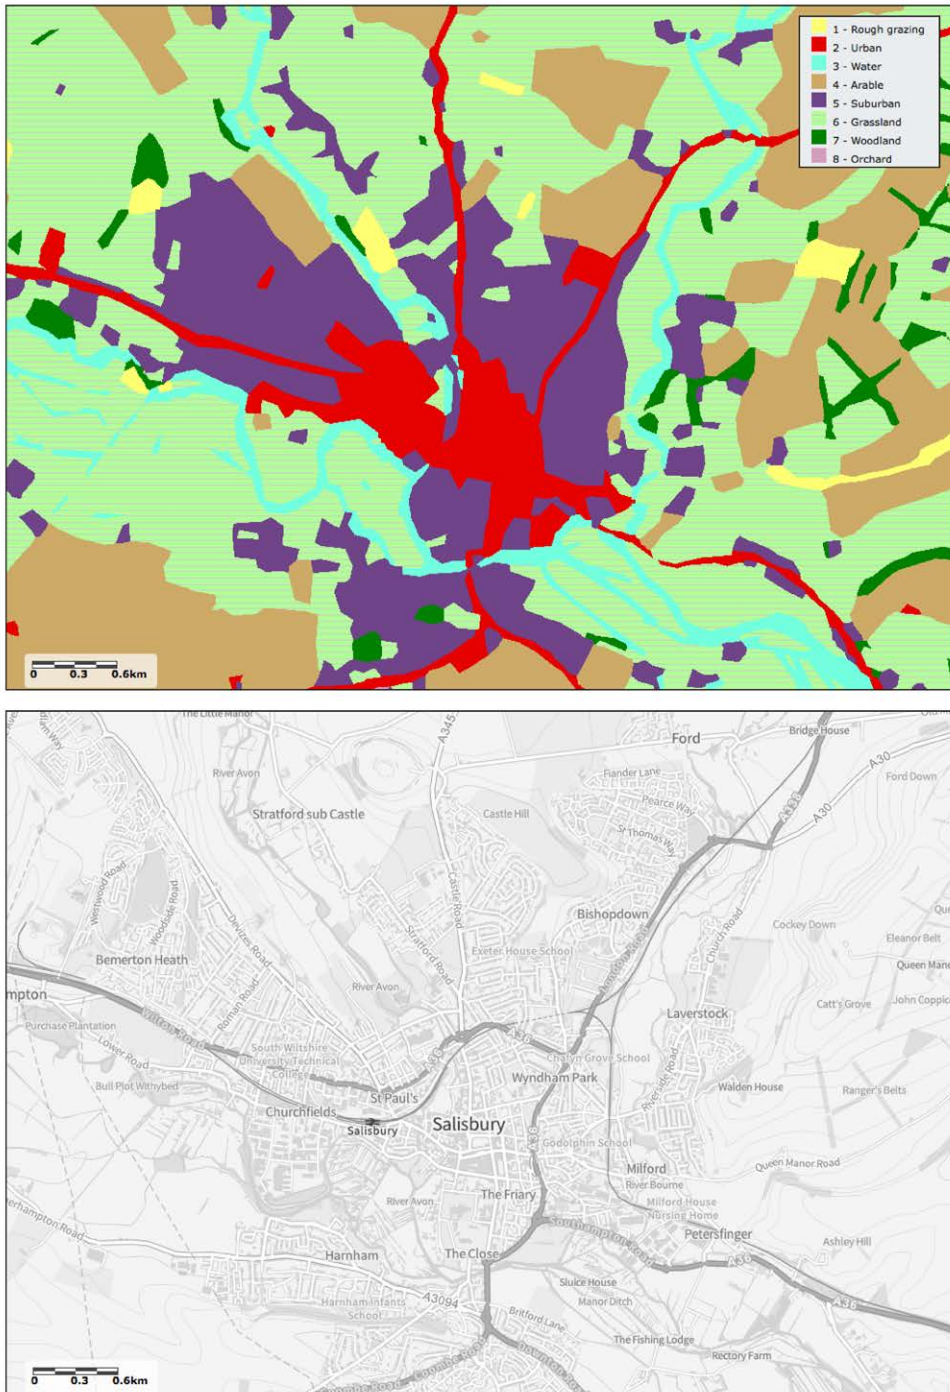 1 - Rough grazing
2 - Urban
3 - Water
4 - Arable
5 - Suburban
6 - Grassland
7 - Woodland
8 - Orchard
0 0.3 0.6km
The Little Manor
A345
Ford
Bridge House
A30
River Avon
Fiander Lane
Ford Down
Stratford sub Castle
Castle Hill
Pearce Way
A338
A30
St Thomas Way
Westwood Road
Woodside Road
Devizes Road
Castle Road
Bishopdown
Church Road
Cockey Down
Eleanor Belt
Stratford Road
Exeter House School
Bemerton Heath
Queen Mane
River Avon
Roman Road
Catt's Grove
John Coppice
mpton
Laverstock
Purchase Plantation
Wilton Road
A36
A36
Lower Road
South Wiltshire
University Technical
College
Chafyn Grove School
Wyndham Park
Riverside Road
Bull Plot Withybed
St Paul's
Walden House
Ranger's Belts
Churchfields
Salisbury
Salisbury
A36
Godolphin School
Milford
Queen Manor Road
River Bourne
River Avon
The Friary
Milford House
Nursing Home
Southampton Road
Petersfinger
Ashley Hill
Harnham
The Close
A36
Sluice House
Manor Ditch
A3094
A36
Harnham Infants
School
Britford Lane
The Fishing Lodge
Rectory Farm
Coombe Road
Downton Road
0 0.3 0.6km